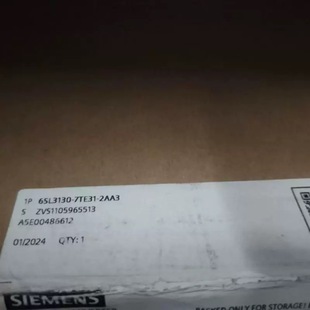 1P 6SL3130-7TE31-2AA3
S ZVS1105965513
A5E00486612
01/2024 QTY: 1
SIEMENS
PACKED ONLY FOR STORAGE